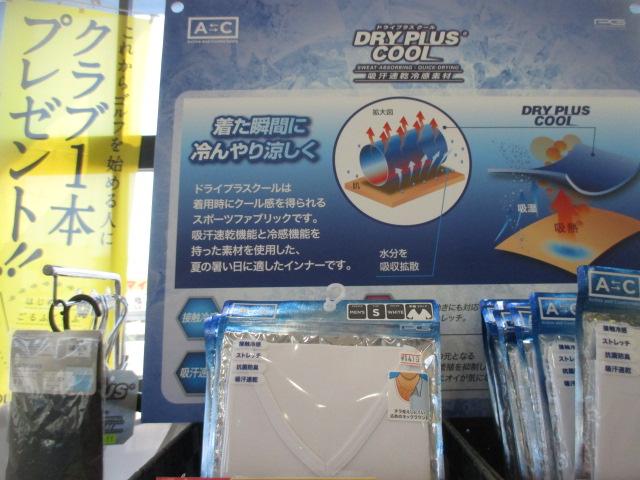 これからゴルフを始める人に
クラブ1本
プレゼント!!
A-C
ドライプラスクール
DRY PLUS
COOL
SWEAT ABSORBING・QUICK-DRYING
吸汗速乾冷感素材
着た瞬間に
冷んやり涼しく
ドライプラスクールは
着用時にクール感を得られる
スポーツファブリックです。
吸汗速乾機能と冷感機能を
持った素材を使用した、
夏の暑い日に適したインナーです。
拡大図
肌
水分を
吸収拡散
DRY PLUS
COOL
吸湿
吸熱
A-C
MEN'S
S
WHITE
接触冷感
ストレッチ
抗菌防臭
吸汗速乾
A-C
接触冷感
ストレッチ
抗菌防臭
吸汗速乾